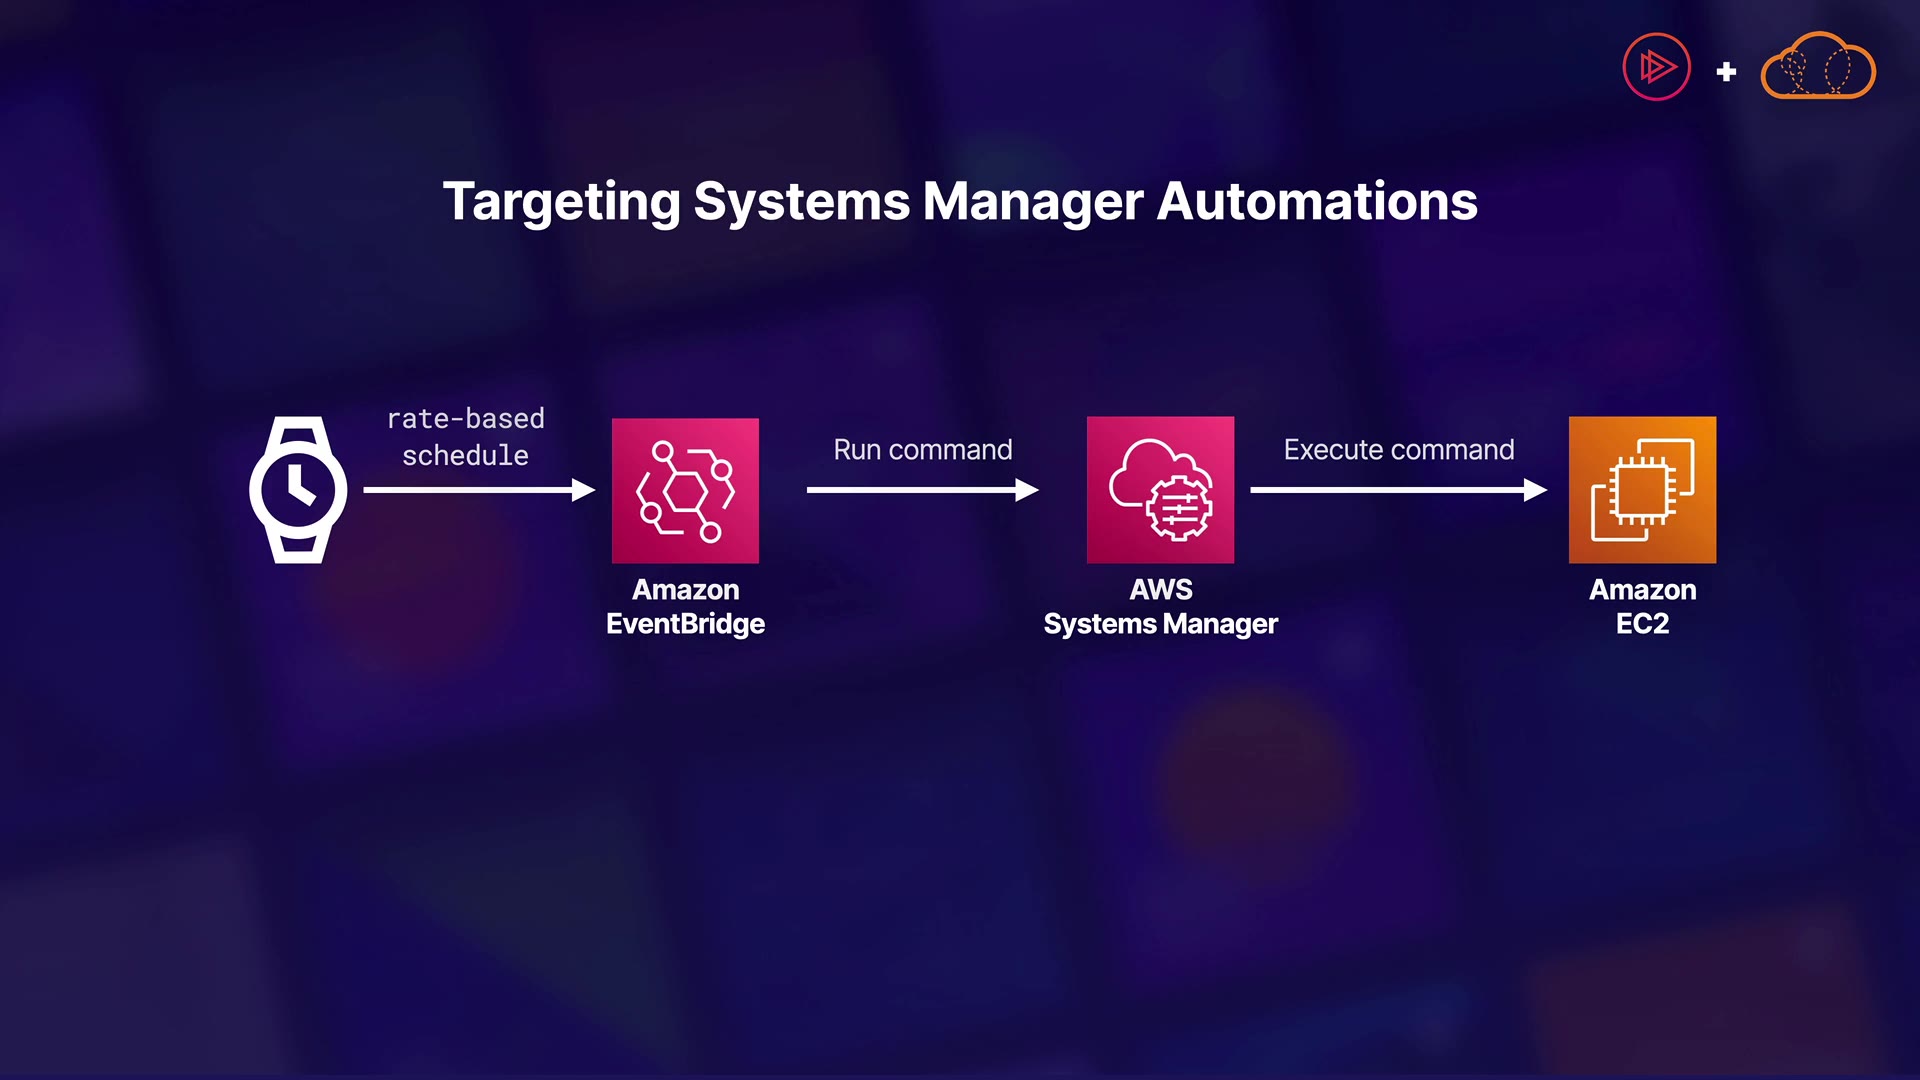 Targeting Systems Manager Automations
rate-based
schedule
Run command
Execute command
Amazon
EventBridge
AWS
Systems Manager
Amazon
EC2